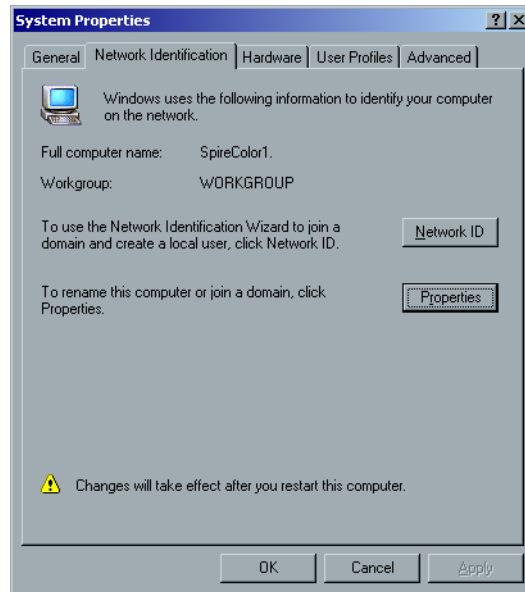 System Properties
General Network Identification Hardware User Profiles Advanced
Windows uses the following information to identify your computer
on the network.
Full computer name: SpireColor1.
Workgroup: WORKGROUP
To use the Network Identification Wizard to join a
domain and create a local user, click Network ID.
Network ID
To rename this computer or join a domain, click
Properties.
Properties
Changes will take effect after you restart this computer.
OK Cancel Apply